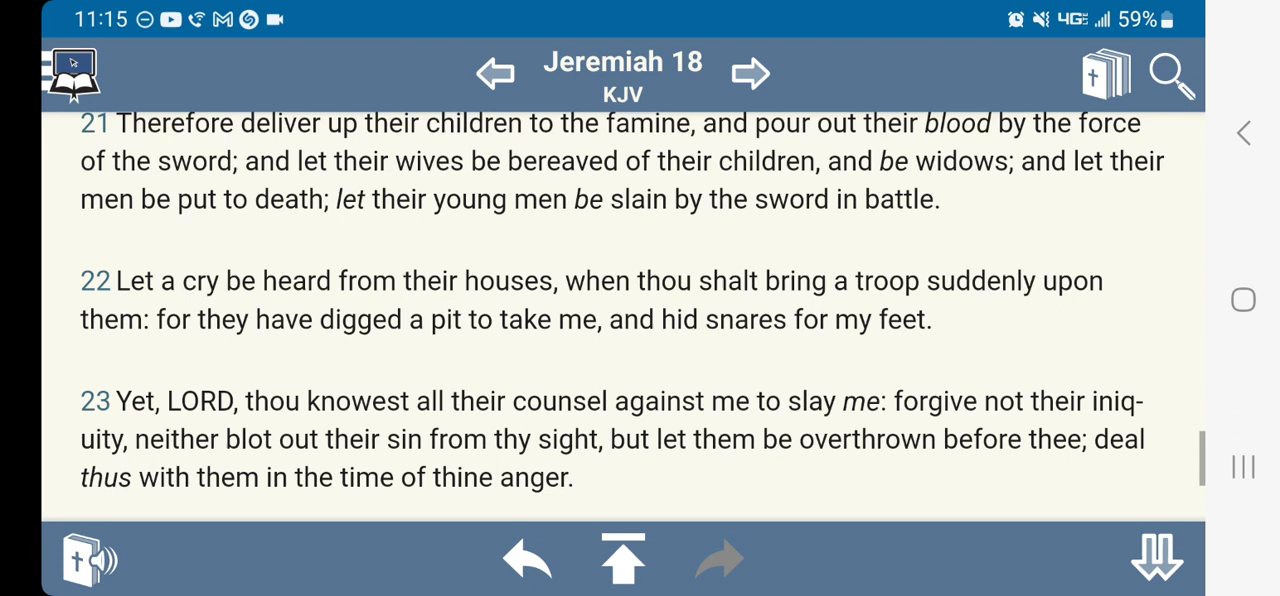 11:15 59%
4GE
Jeremiah 18
KJV
21 Therefore deliver up their children to the famine, and pour out their blood by the force
of the sword; and let their wives be bereaved of their children, and be widows; and let their
men be put to death; let their young men be slain by the sword in battle.
22 Let a cry be heard from their houses, when thou shalt bring a troop suddenly upon
them: for they have digged a pit to take me, and hid snares for my feet.
23 Yet, LORD, thou knowest all their counsel against me to slay me: forgive not their iniq-
uity, neither blot out their sin from thy sight, but let them be overthrown before thee; deal
thus with them in the time of thine anger.